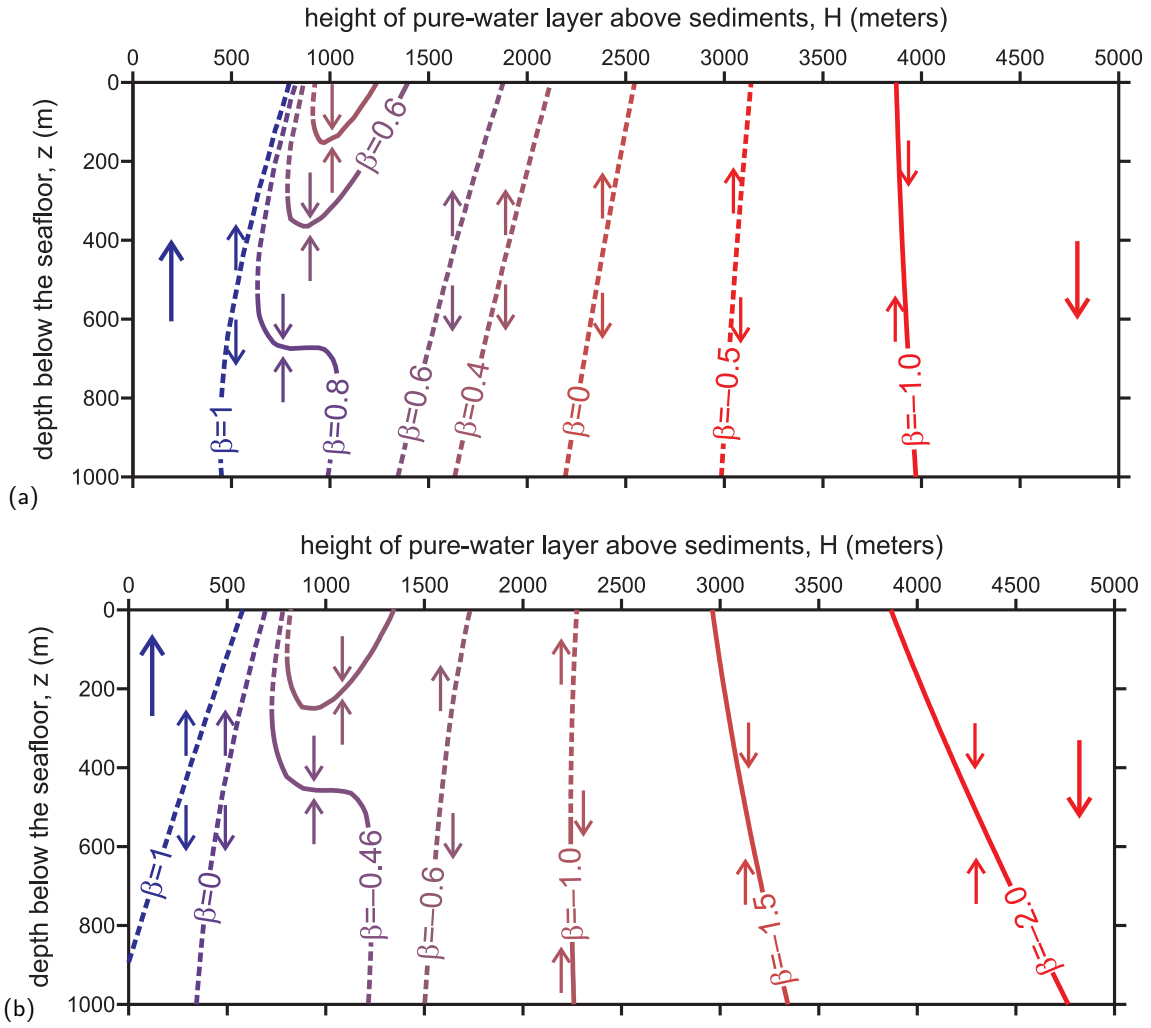 height of pure-water layer above sediments, H (meters)
0 500 1000 1500 2000 2500 3000 3500 4000 4500 5000
depth below the seafloor, z (m)
0
200
400
600
800
1000
β=0.6
β=1
β=0.8
β=0.6
β=0.4
β=0
β=−0.5
β=−1.0
(a)
height of pure-water layer above sediments, H (meters)
0 500 1000 1500 2000 2500 3000 3500 4000 4500 5000
depth below the seafloor, z (m)
0
200
400
600
800
1000
β=1
β=0
β=−0.46
β=−0.6
β=−1.0
β=−1.5
β=−2.0
(b)